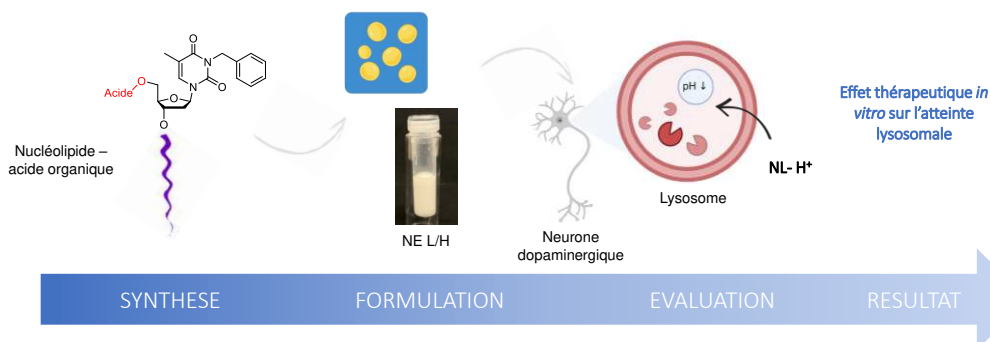 O
N
O
N
O
Acide
O
O
Nucléolipide –
acide organique
NE L/H
Neurone
dopaminergique
pH ↓
NL- H⁺
Lysosome
Effet thérapeutique in
vitro sur l’atteinte
lysosomale
SYNTHESE
FORMULATION
EVALUATION
RESULTAT